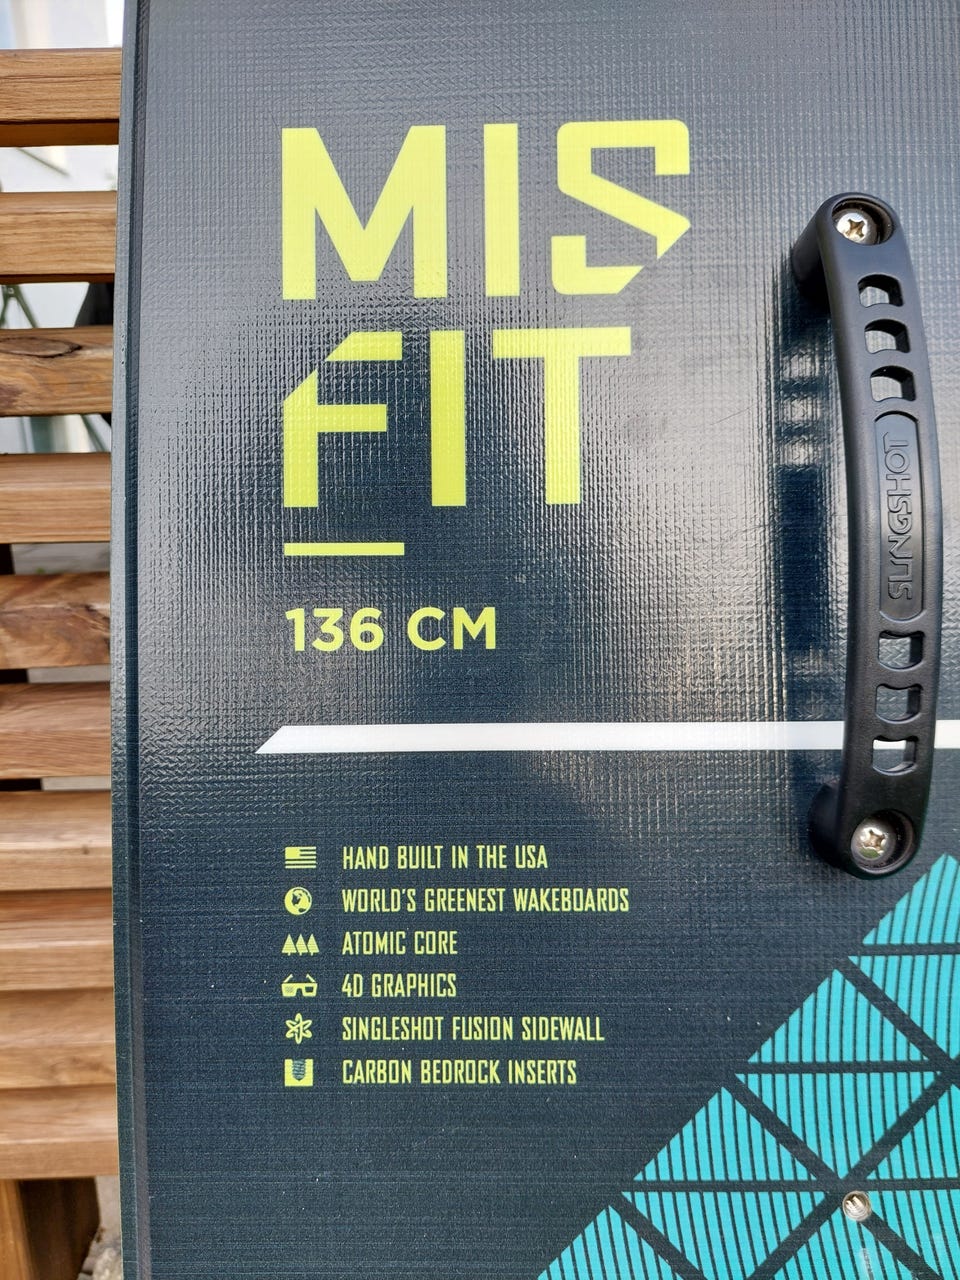 MIS
FIT
136 CM
SLINGSHOT
HAND BUILT IN THE USA
WORLD'S GREENEST WAKEBOARDS
ATOMIC CORE
4D GRAPHICS
SINGLESHOT FUSION SIDEWALL
CARBON BEDROCK INSERTS